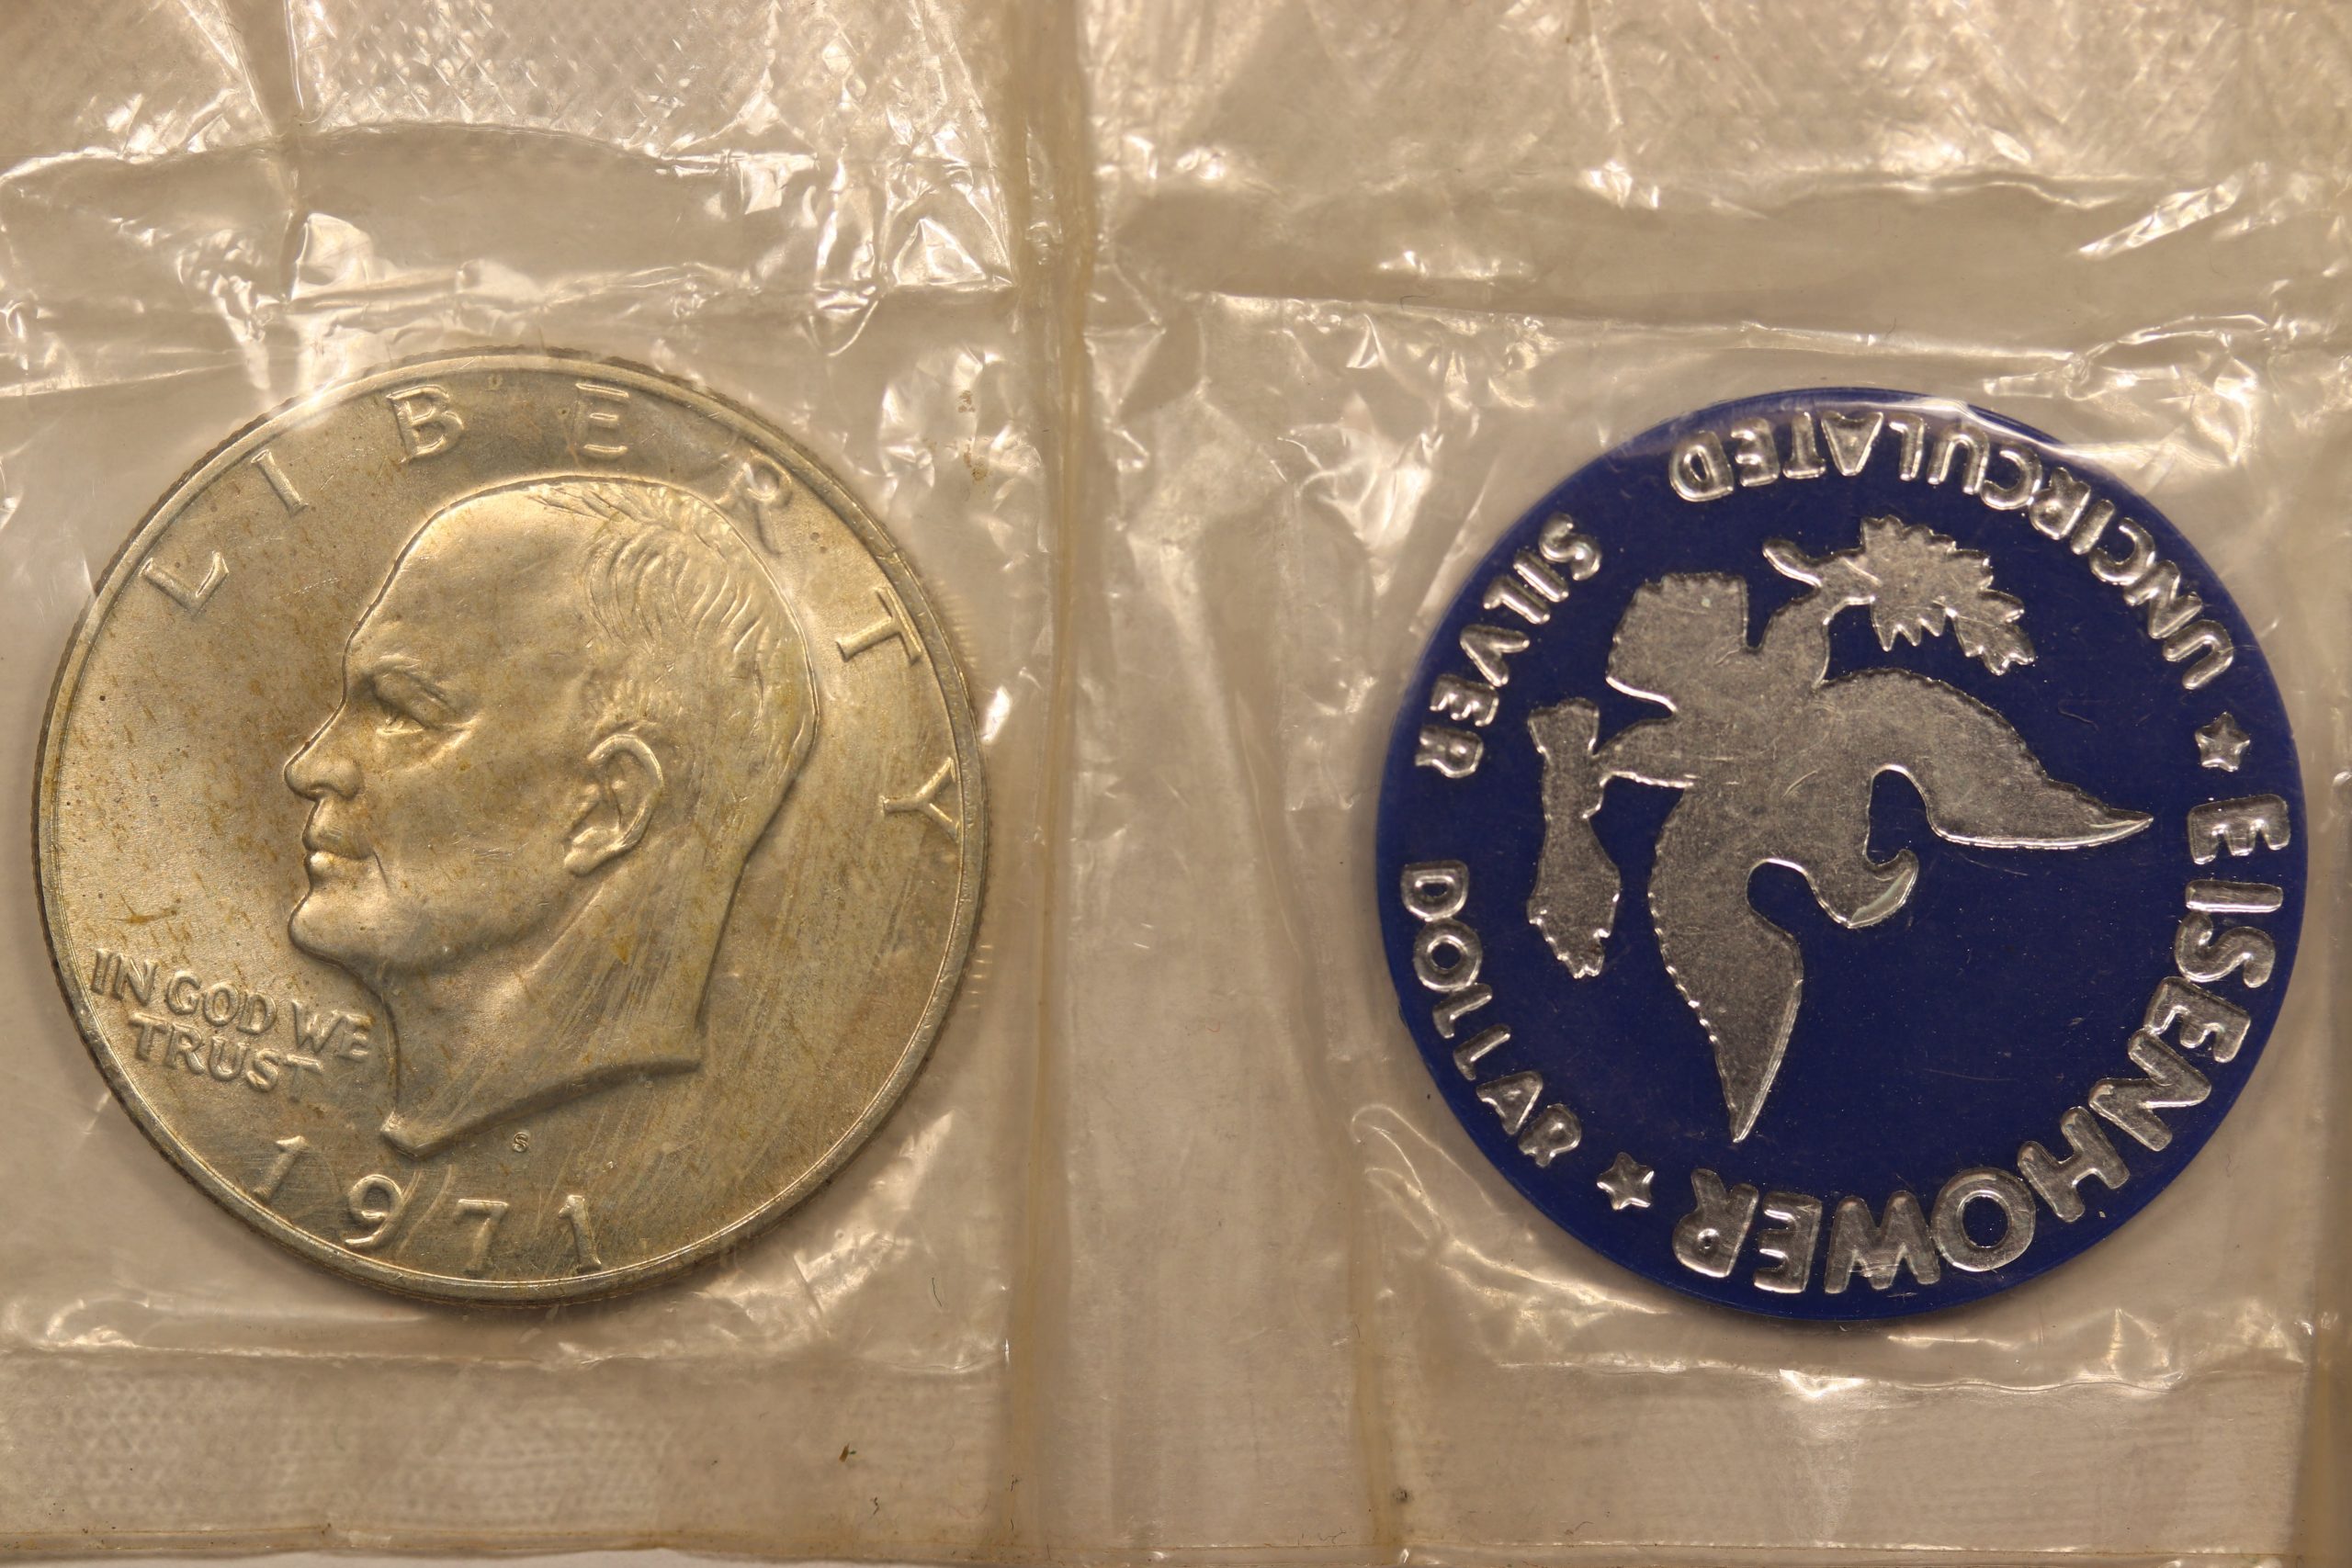 LIBERTY
IN GOD WE
TRUST
S
1971
EISENHOWER
UNCIRCULATED
SILVER DOLLAR